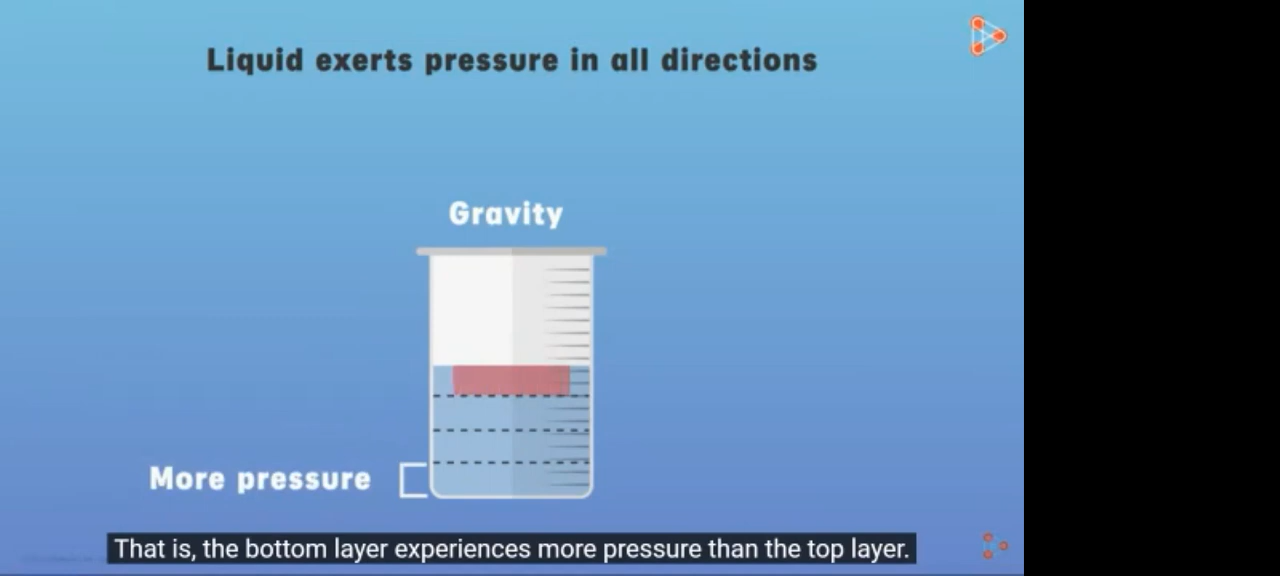 Liquid exerts pressure in all directions
Gravity
More pressure
That is, the bottom layer experiences more pressure than the top layer.